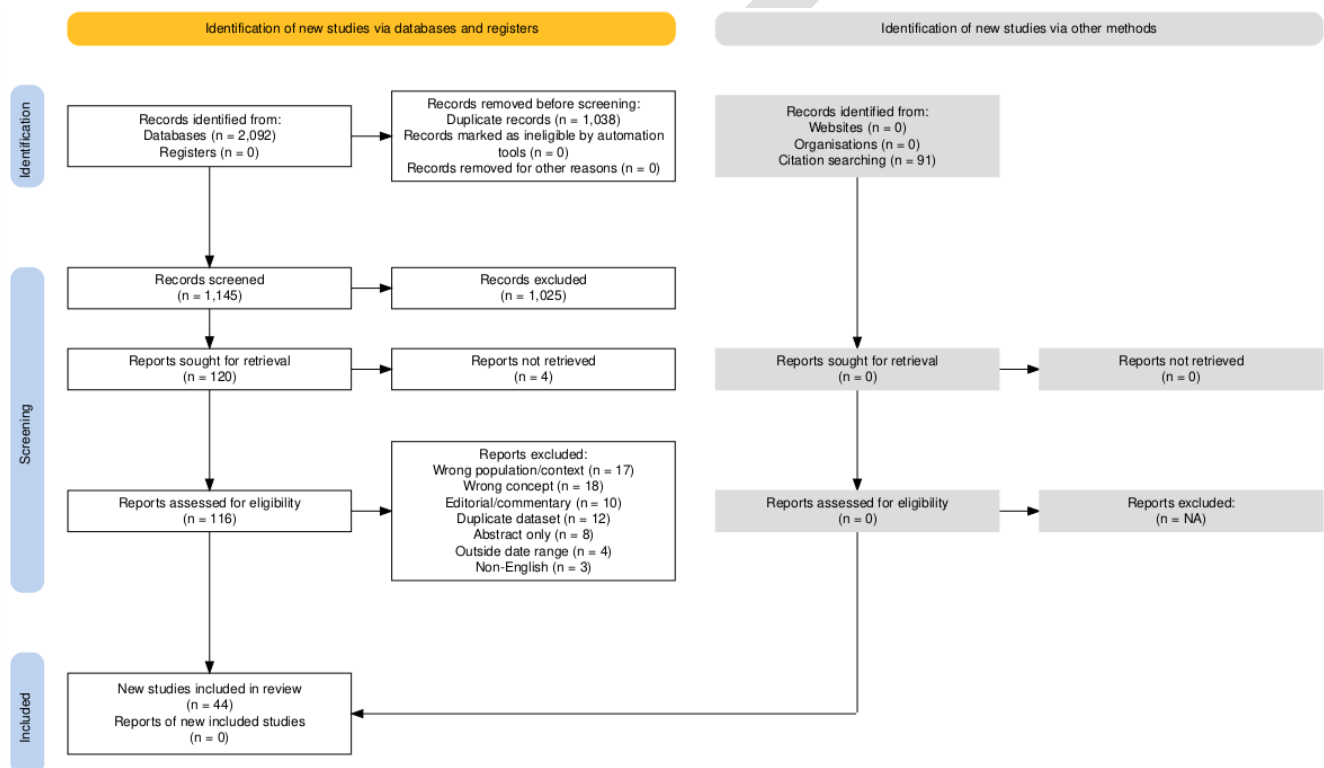 Identification of new studies via databases and registers
Identification of new studies via other methods
Identification
Records identified from:
Databases (n = 2,092)
Registers (n = 0)
Records removed before screening:
Duplicate records (n = 1,038)
Records marked as ineligible by automation
tools (n = 0)
Records removed for other reasons (n = 0)
Records identified from:
Websites (n = 0)
Organisations (n = 0)
Citation searching (n = 91)
Screening
Records screened
(n = 1,145)
Records excluded
(n = 1,025)
Reports sought for retrieval
(n = 120)
Reports not retrieved
(n = 4)
Reports sought for retrieval
(n = 0)
Reports not retrieved
(n = 0)
Reports assessed for eligibility
(n = 116)
Reports excluded:
Wrong population/context (n = 17)
Wrong concept (n = 18)
Editorial/commentary (n = 10)
Duplicate dataset (n = 12)
Abstract only (n = 8)
Outside date range (n = 4)
Non-English (n = 3)
Reports assessed for eligibility
(n = 0)
Reports excluded:
(n = NA)
Included
New studies included in review
(n = 44)
Reports of new included studies
(n = 0)